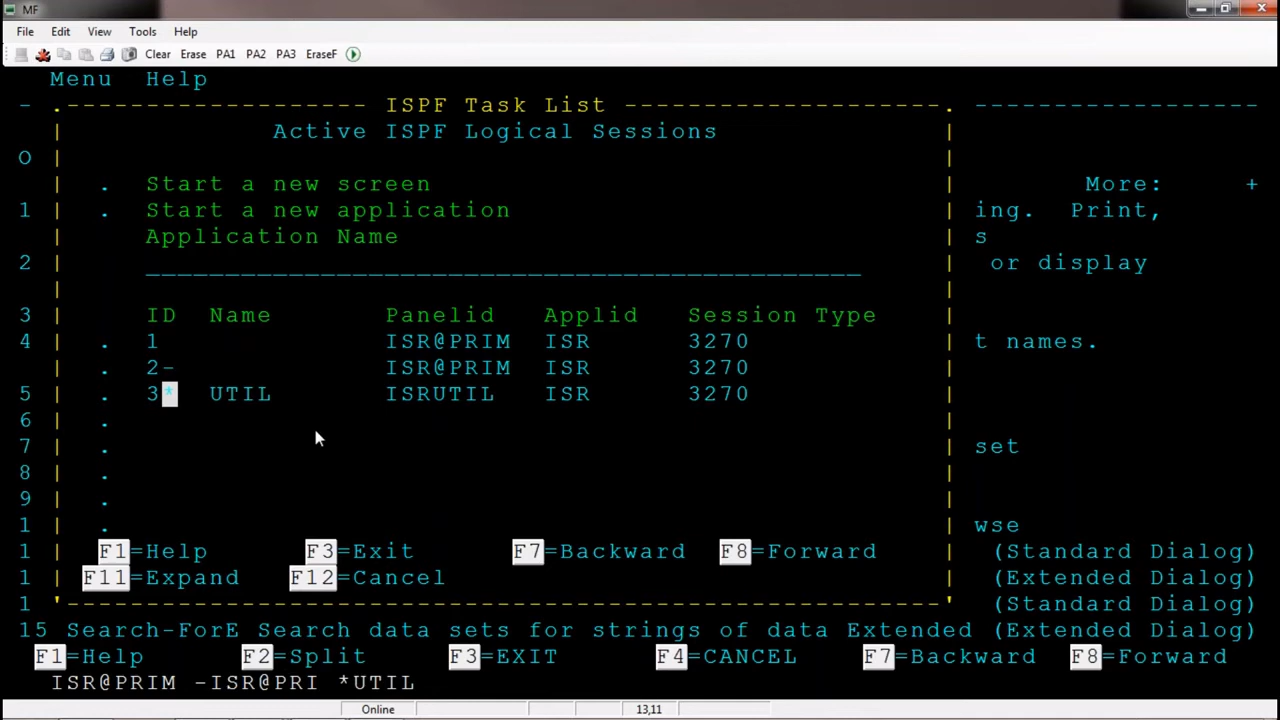 MF
File Edit View Tools Help
Clear Erase PA1 PA2 PA3 EraseF
Menu Help
- .------------------- ISPF Task List --------------------. ------------------
| Active ISPF Logical Sessions |
O | |
| . Start a new screen | More: +
1 | . Start a new application | ing. Print,
| Application Name | s
2 | _____________________________________________ | or display
| |
3 | ID Name Panelid Applid Session Type |
4 | . 1 ISR@PRIM ISR 3270 | t names.
| . 2- ISR@PRIM ISR 3270 |
5 | . 3* UTIL ISRUTIL ISR 3270 |
6 | . |
7 | . | set
8 | . |
9 | . |
1 | . | wse
1 | F1=Help F3=Exit F7=Backward F8=Forward | (Standard Dialog)
1 | F11=Expand F12=Cancel | (Extended Dialog)
1 '-------------------------------------------------------' (Standard Dialog)
15 Search-ForE Search data sets for strings of data Extended (Extended Dialog)
F1=Help F2=Split F3=EXIT F4=CANCEL F7=Backward F8=Forward
ISR@PRIM -ISR@PRI *UTIL
Online 13,11